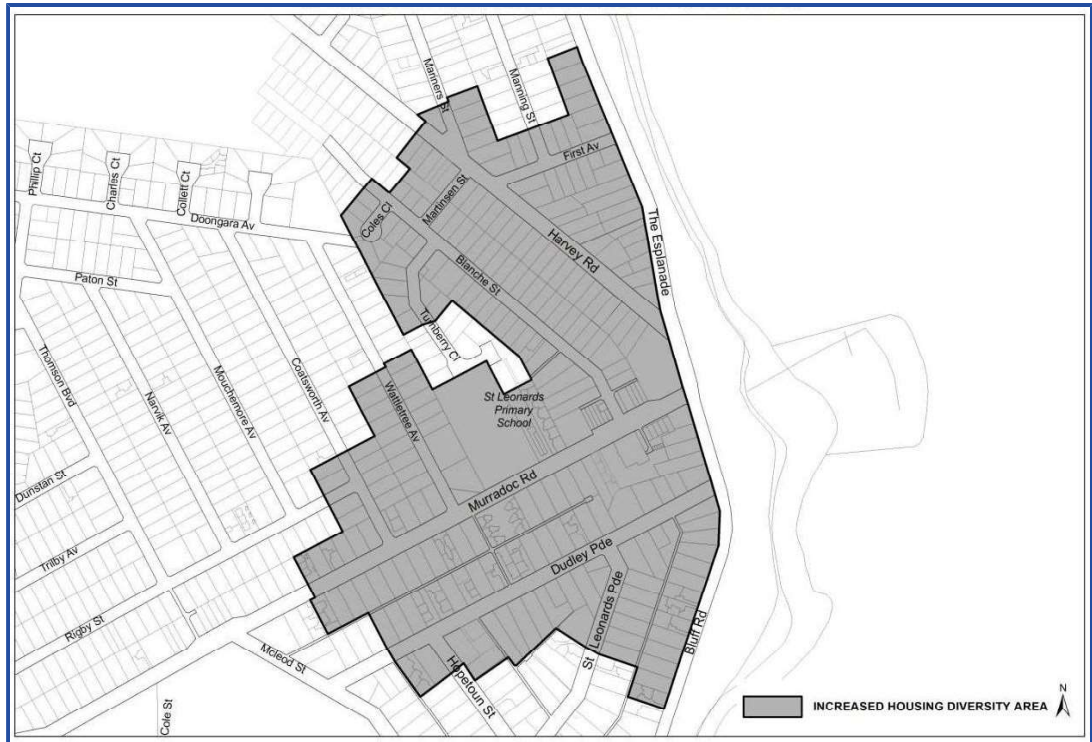 Mariners St
Manning St
First Av
Phillip Ct
Charles Ct
Collett Ct
Doongara Av
Coles Ct
Martinsen St
Harvey Rd
The Esplanade
Paton St
Blanche St
Turnberry Ct
Thomson Bvd
Narvik Av
Mouchemore Av
Coatsworth Av
Wattletree Av
St Leonards
Primary
School
Murradoc Rd
Dunstan St
Trilby Av
Dudley Pde
Rigby St
Mcleod St
Hopetoun St
St Leonards Pde
Bluff Rd
Cole St
INCREASED HOUSING DIVERSITY AREA
N